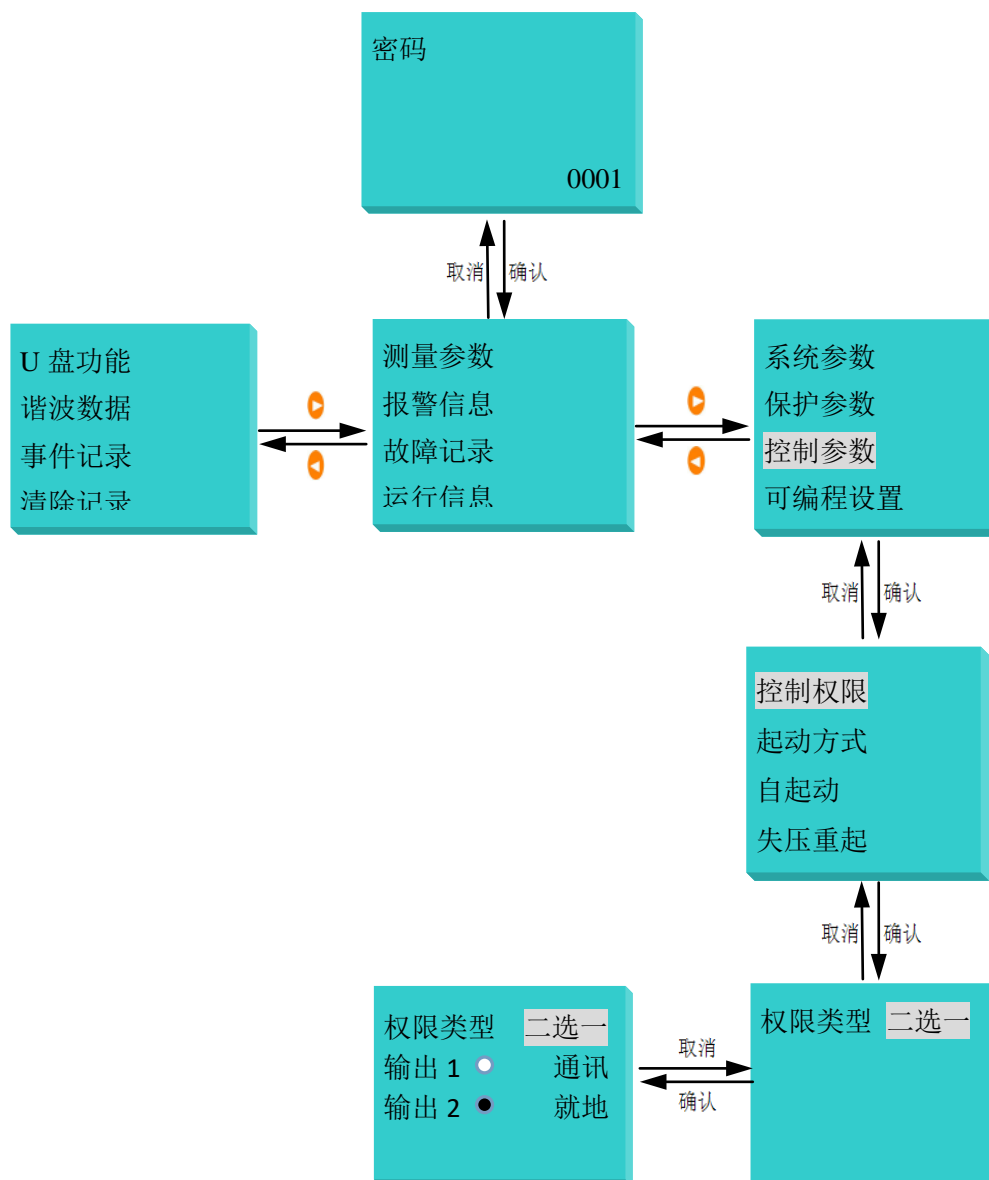 密码
0001
取消 确认
U 盘功能
谐波数据
事件记录
清除记录
测量参数
报警信息
故障记录
运行信息
系统参数
保护参数
控制参数
可编程设置
取消 确认
控制权限
起动方式
自起动
失压重起
取消 确认
权限类型 二选一
输出 1 通讯
输出 2 就地
取消
确认
权限类型 二选一